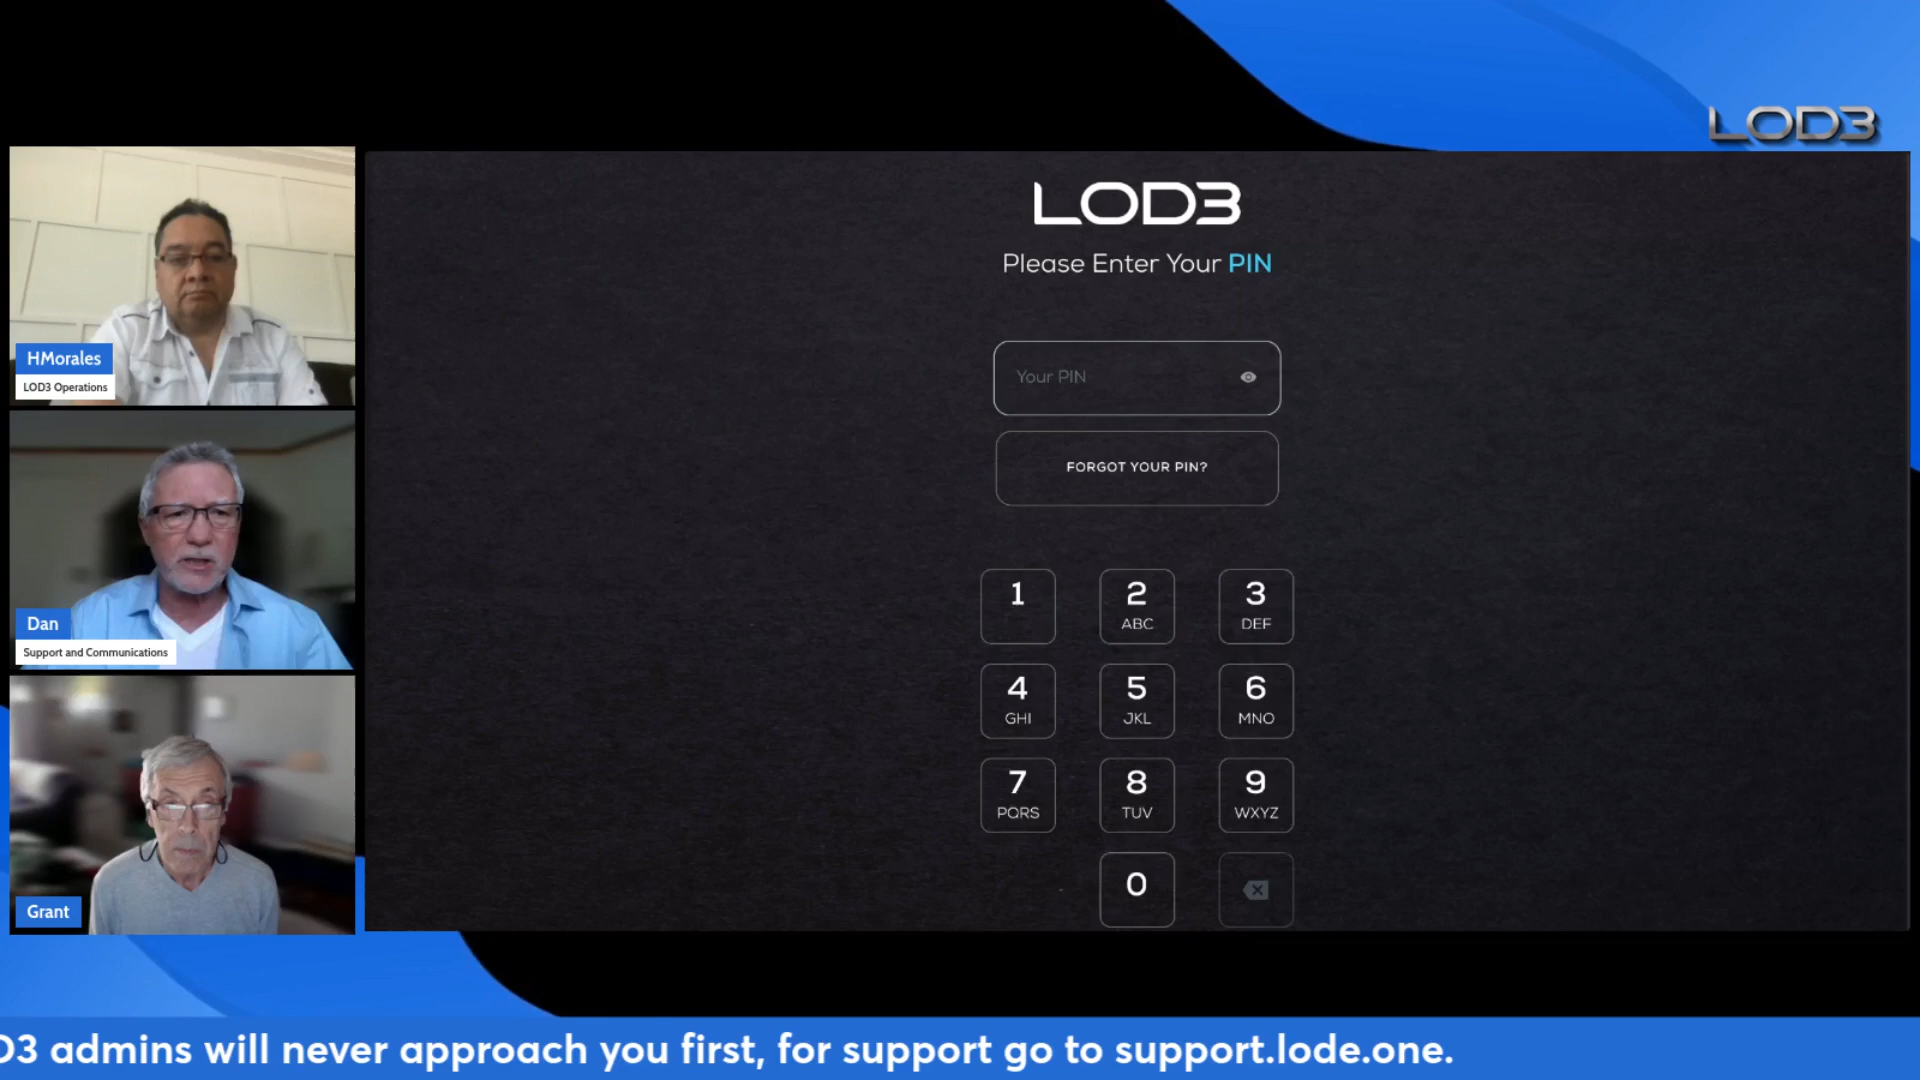 LOD3
HMorales
LOD3 Operations
Dan
Support and Communications
Grant
LOD3
Please Enter Your PIN
Your PIN
FORGOT YOUR PIN?
1
2
ABC
3
DEF
4
GHI
5
JKL
6
MNO
7
PQRS
8
TUV
9
WXYZ
0
D3 admins will never approach you first, for support go to support.lode.one.